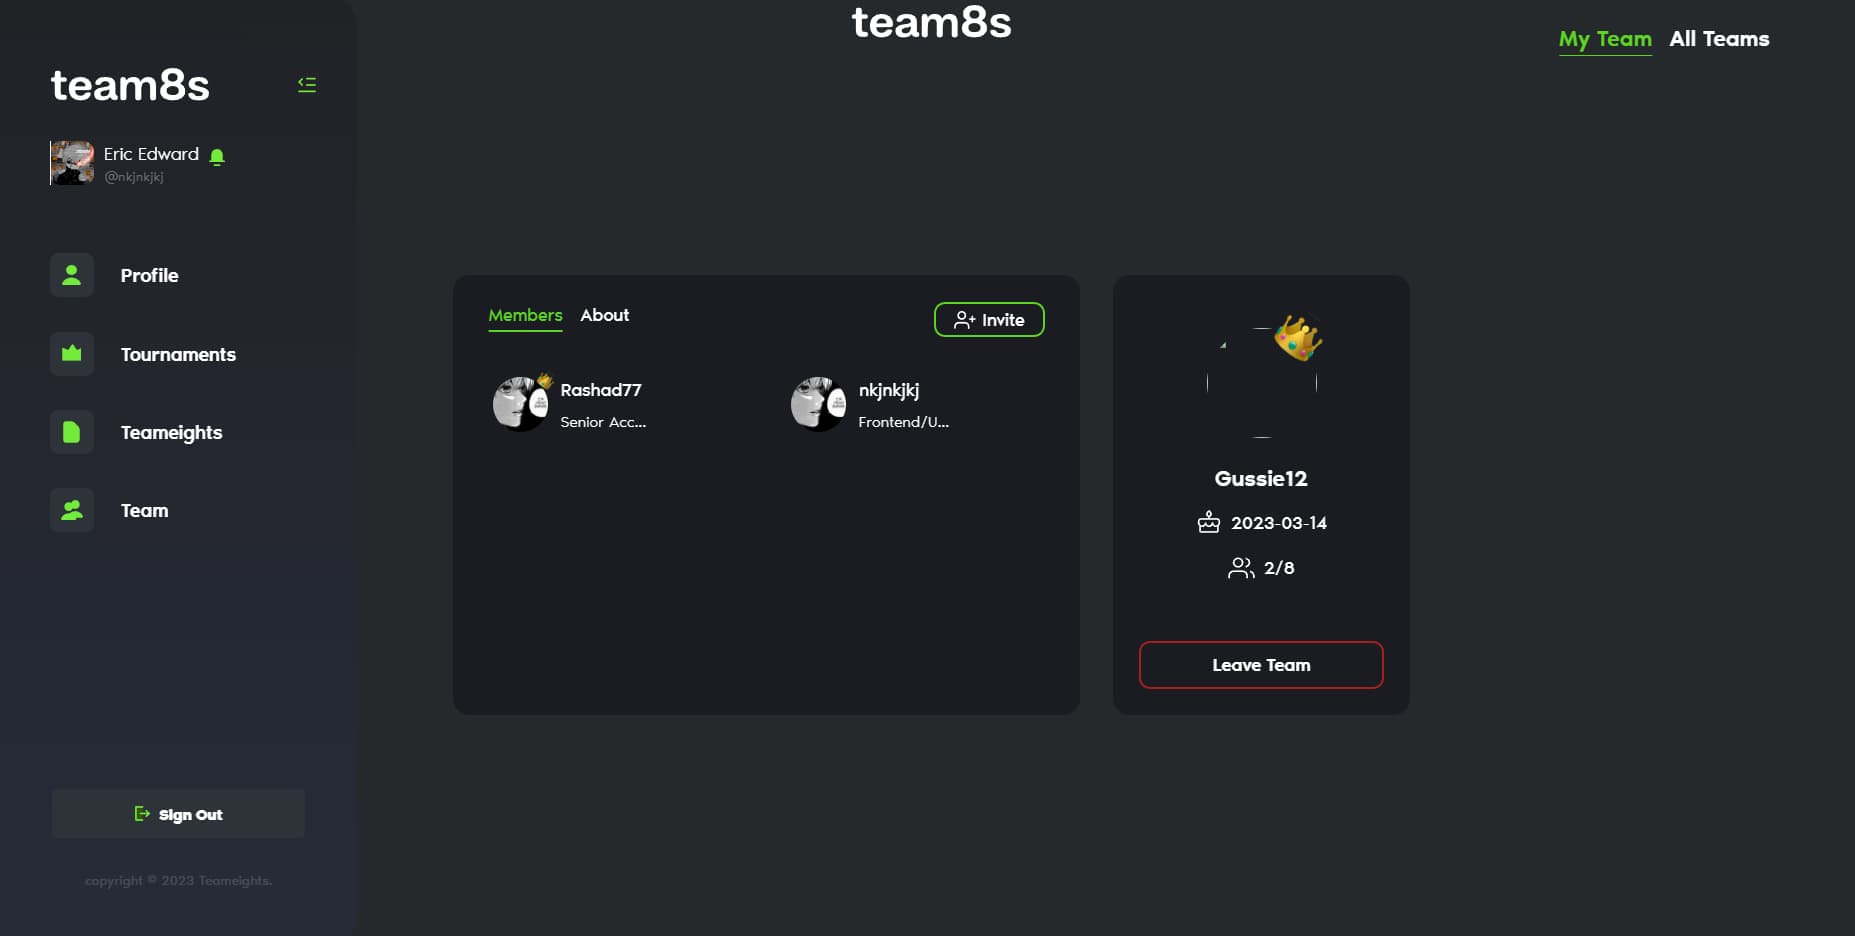 team8s
Eric Edward
@nkjnkjkj
Profile
Tournaments
Teameights
Team
Sign Out
copyright © 2023 Teameights.
team8s
My Team All Teams
Members About
Invite
Rashad77
Senior Acc...
nkjnkjkj
Frontend/U...
Gussie12
2023-03-14
2/8
Leave Team